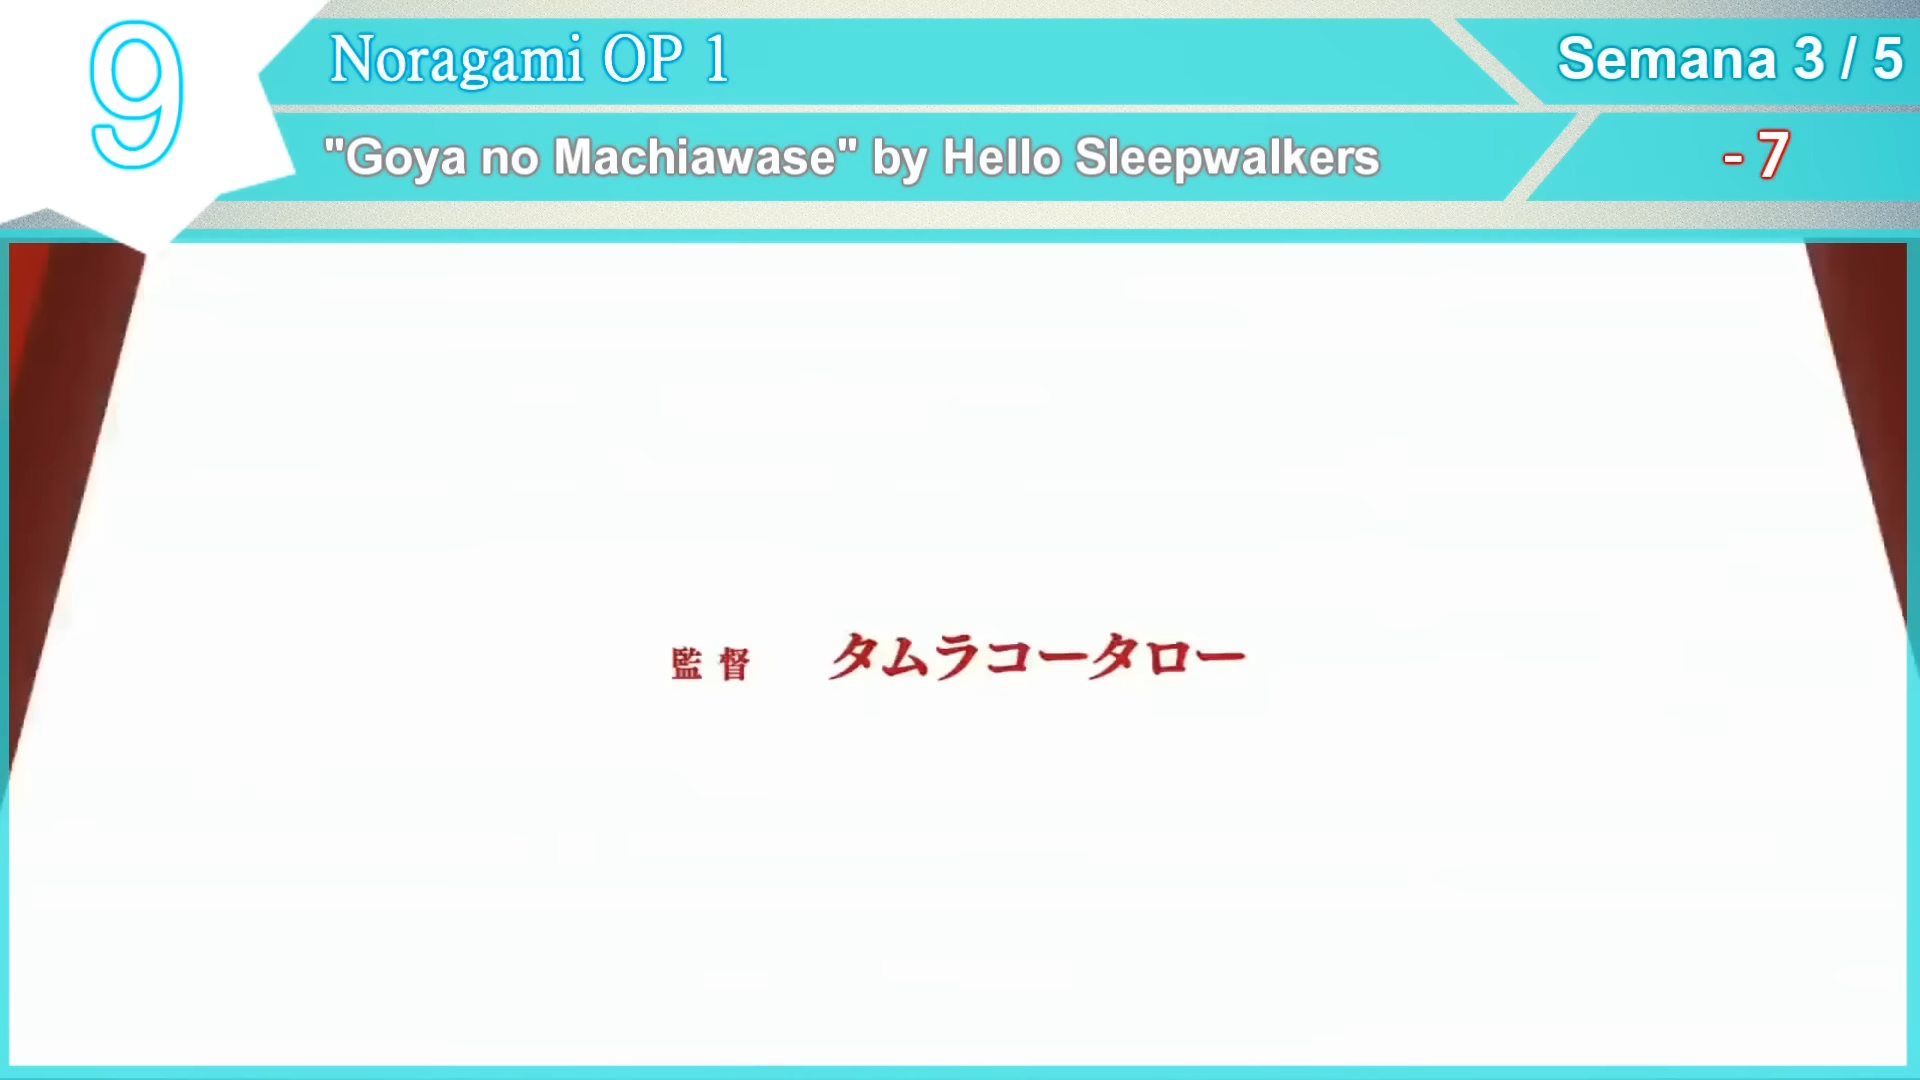 9
Noragami OP 1
Semana 3 / 5
"Goya no Machiawase" by Hello Sleepwalkers
- 7
監督 タムラコータロー